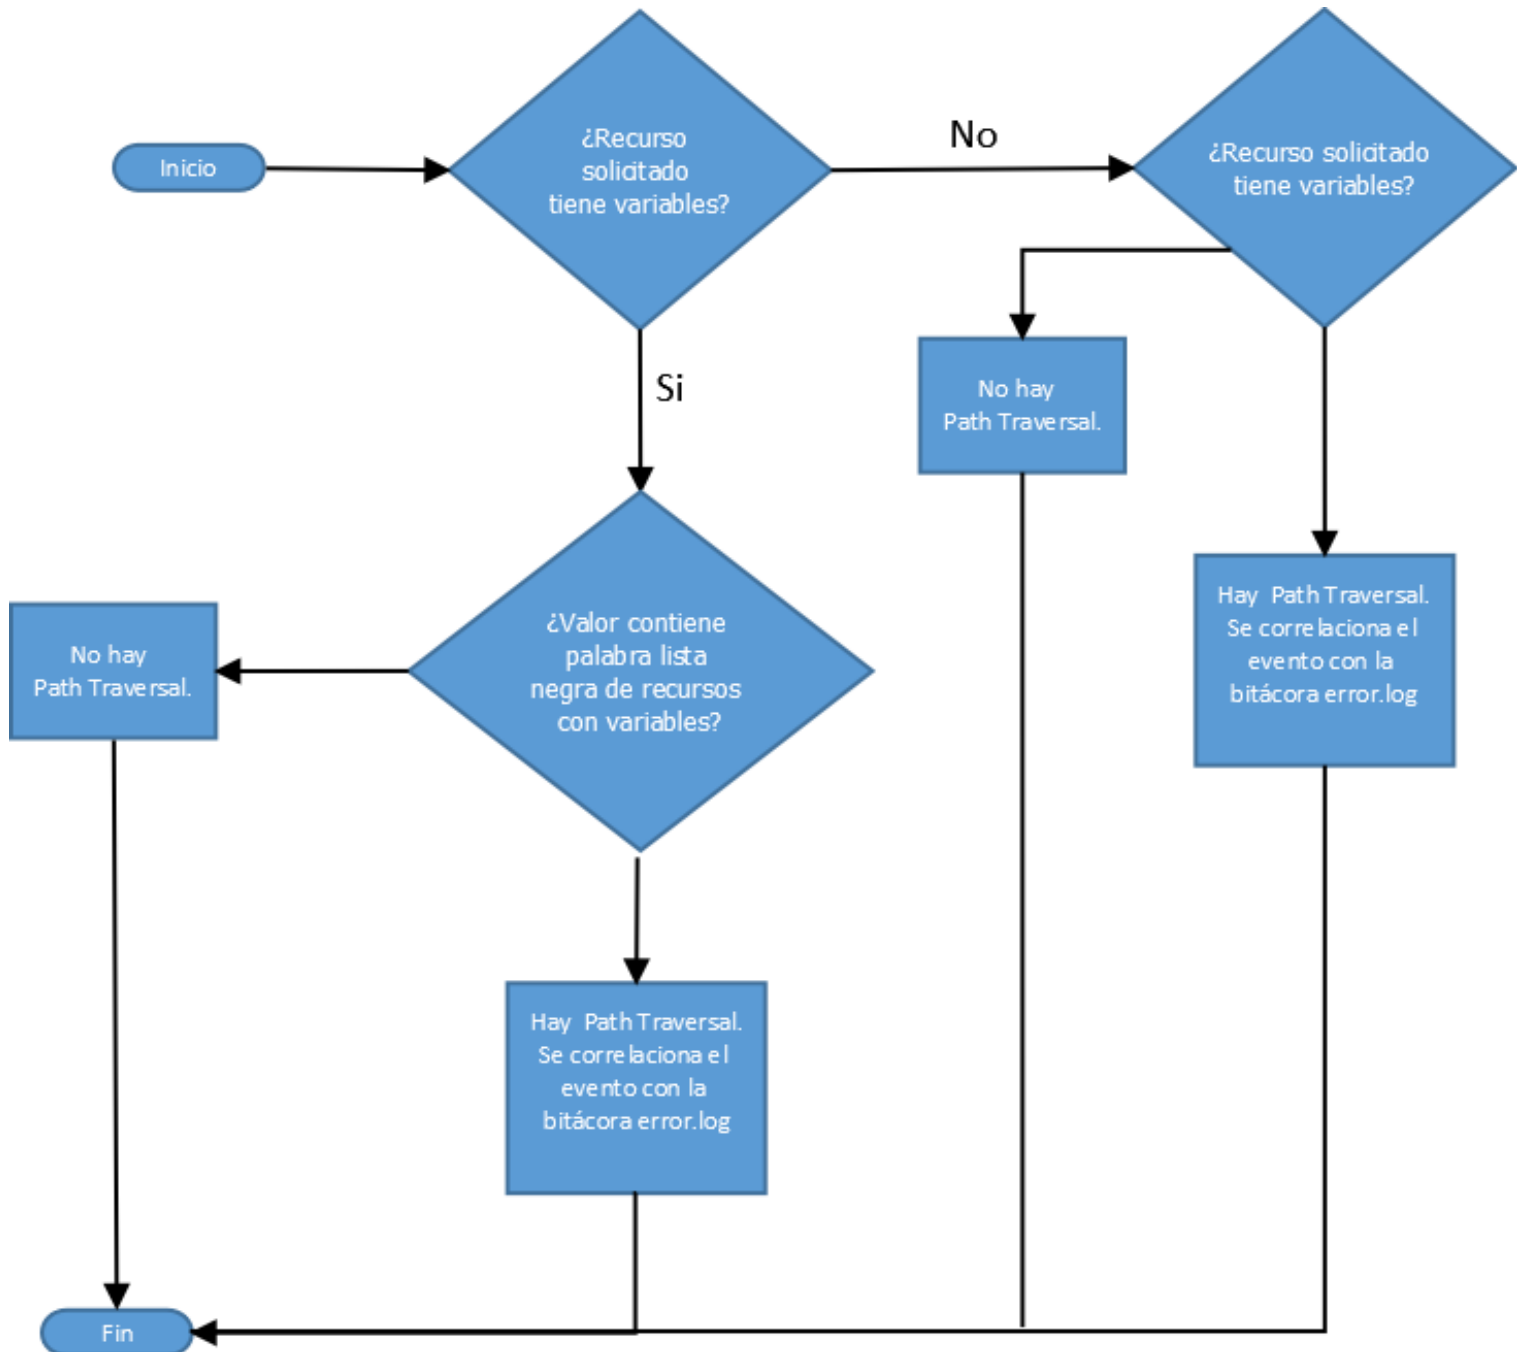 Inicio
¿Recurso
solicitado
tiene variables?
No
¿Recurso solicitado
tiene variables?
Si
No hay
Path Traversal.
¿Valor contiene
palabra lista
negra de recursos
con variables?
No hay
Path Traversal.
Hay Path Traversal.
Se correlaciona el
evento con la
bitácora error.log
Hay Path Traversal.
Se correlaciona el
evento con la
bitácora error.log
Fin